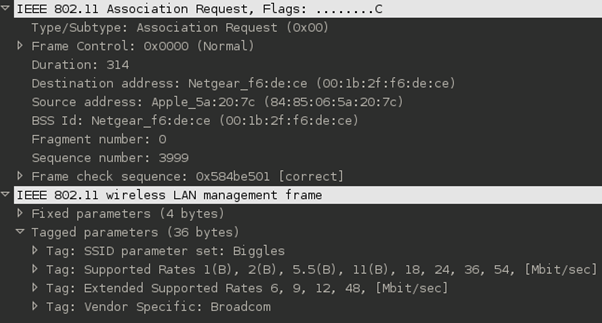 IEEE 802.11 Association Request, Flags: ........C
Type/Subtype: Association Request (0x00)
Frame Control: 0x0000 (Normal)
Duration: 314
Destination address: Netgear_f6:de:ce (00:1b:2f:f6:de:ce)
Source address: Apple_5a:20:7c (84:85:06:5a:20:7c)
BSS Id: Netgear_f6:de:ce (00:1b:2f:f6:de:ce)
Fragment number: 0
Sequence number: 3999
Frame check sequence: 0x584be501 [correct]
IEEE 802.11 wireless LAN management frame
Fixed parameters (4 bytes)
Tagged parameters (36 bytes)
Tag: SSID parameter set: Biggles
Tag: Supported Rates 1(B), 2(B), 5.5(B), 11(B), 18, 24, 36, 54, [Mbit/sec]
Tag: Extended Supported Rates 6, 9, 12, 48, [Mbit/sec]
Tag: Vendor Specific: Broadcom